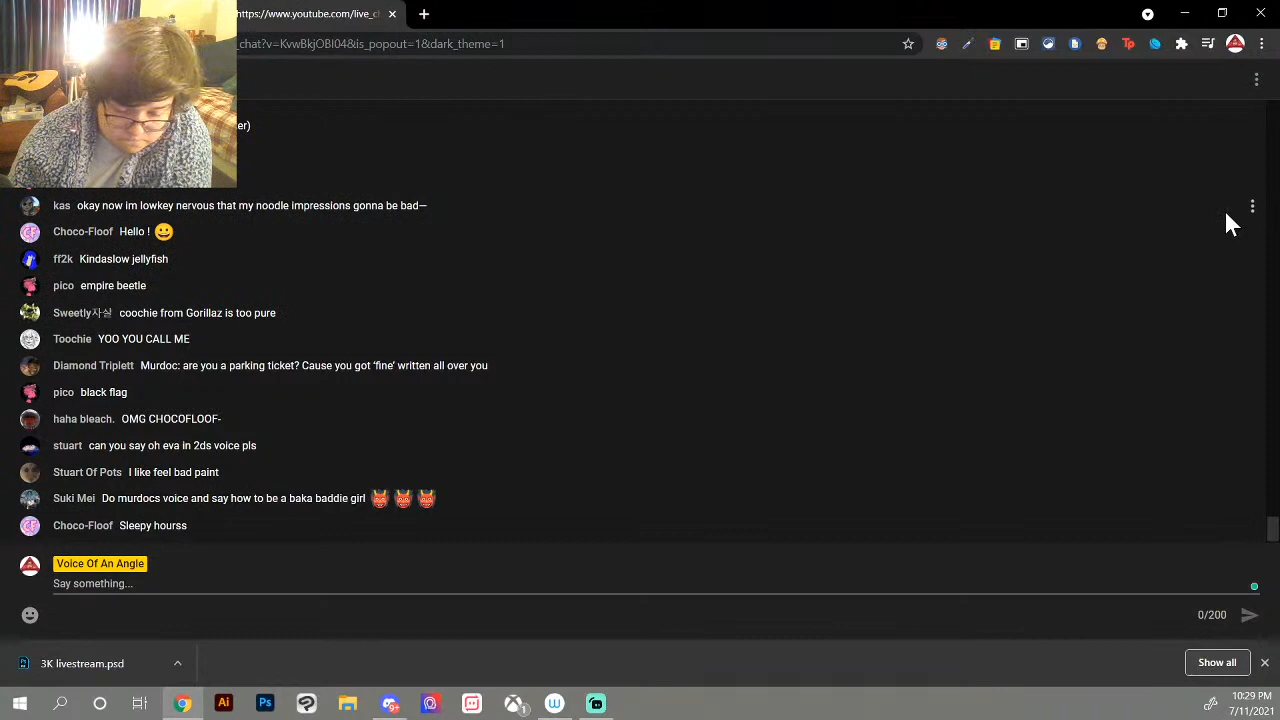 https://www.youtube.com/live_c
_chat?v=KvwBkjOBI04&is_popout=1&dark_theme=1
er)
kas okay now im lowkey nervous that my noodle impressions gonna be bad—
Choco-Floof Hello ! 😀
ff2k Kindaslow jellyfish
pico empire beetle
Sweetly자실 coochie from Gorillaz is too pure
Toochie YOO YOU CALL ME
Diamond Triplett Murdoc: are you a parking ticket? Cause you got ‘fine’ written all over you
pico black flag
haha bleach. OMG CHOCOFLOOF-
stuart can you say oh eva in 2ds voice pls
Stuart Of Pots I like feel bad paint
Suki Mei Do murdocs voice and say how to be a baka baddie girl 👹 👹 👹
Choco-Floof Sleepy hourss
Voice Of An Angle
Say something...
0/200
3K livestream.psd
Show all
10:29 PM
7/11/2021